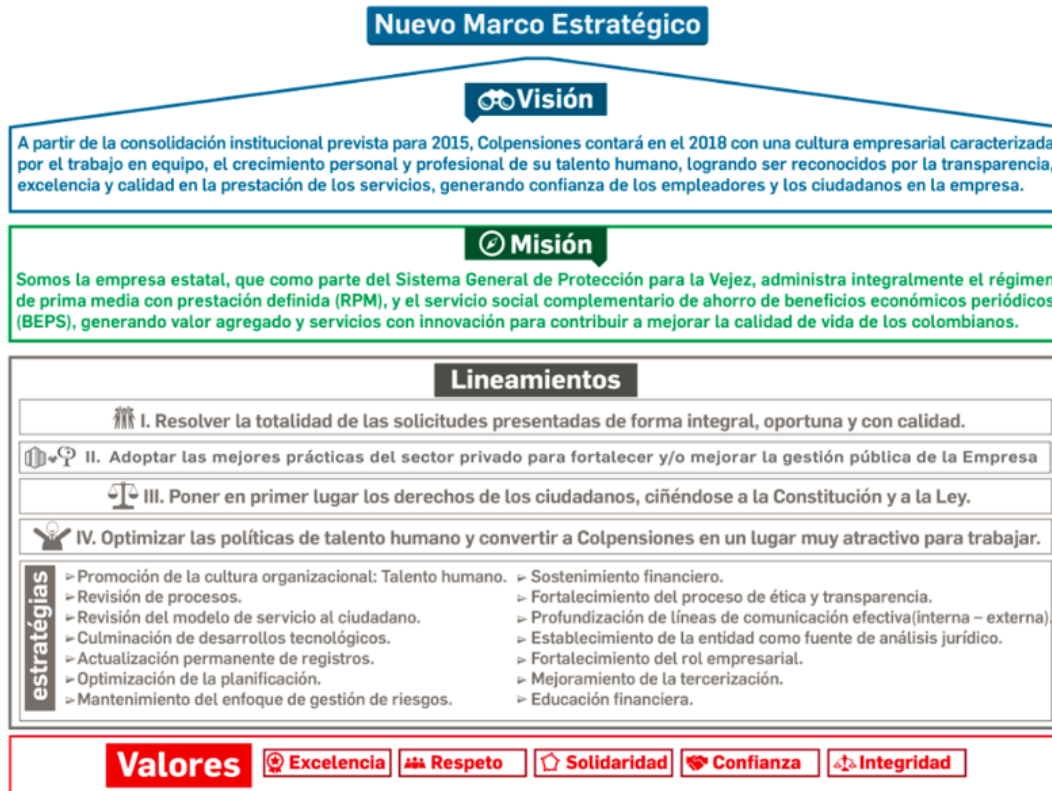 Nuevo Marco Estratégico
Visión
A partir de la consolidación institucional prevista para 2015, Colpensiones contará en el 2018 con una cultura empresarial caracterizada
por el trabajo en equipo, el crecimiento personal y profesional de su talento humano, logrando ser reconocidos por la transparencia,
excelencia y calidad en la prestación de los servicios, generando confianza de los empleadores y los ciudadanos en la empresa.
Misión
Somos la empresa estatal, que como parte del Sistema General de Protección para la Vejez, administra integralmente el régimen
de prima media con prestación definida (RPM), y el servicio social complementario de ahorro de beneficios económicos periódicos
(BEPS), generando valor agregado y servicios con innovación para contribuir a mejorar la calidad de vida de los colombianos.
Lineamientos
I. Resolver la totalidad de las solicitudes presentadas de forma integral, oportuna y con calidad.
II. Adoptar las mejores prácticas del sector privado para fortalecer y/o mejorar la gestión pública de la Empresa
III. Poner en primer lugar los derechos de los ciudadanos, ciñéndose a la Constitución y a la Ley.
IV. Optimizar las políticas de talento humano y convertir a Colpensiones en un lugar muy atractivo para trabajar.
estratégias
➢Promoción de la cultura organizacional: Talento humano.
➢Revisión de procesos.
➢Revisión del modelo de servicio al ciudadano.
➢Culminación de desarrollos tecnológicos.
➢Actualización permanente de registros.
➢Optimización de la planificación.
➢Mantenimiento del enfoque de gestión de riesgos.
➢Sostenimiento financiero.
➢Fortalecimiento del proceso de ética y transparencia.
➢Profundización de líneas de comunicación efectiva(interna – externa).
➢Establecimiento de la entidad como fuente de análisis jurídico.
➢Fortalecimiento del rol empresarial.
➢Mejoramiento de la tercerización.
➢Educación financiera.
Valores
Excelencia
Respeto
Solidaridad
Confianza
Integridad